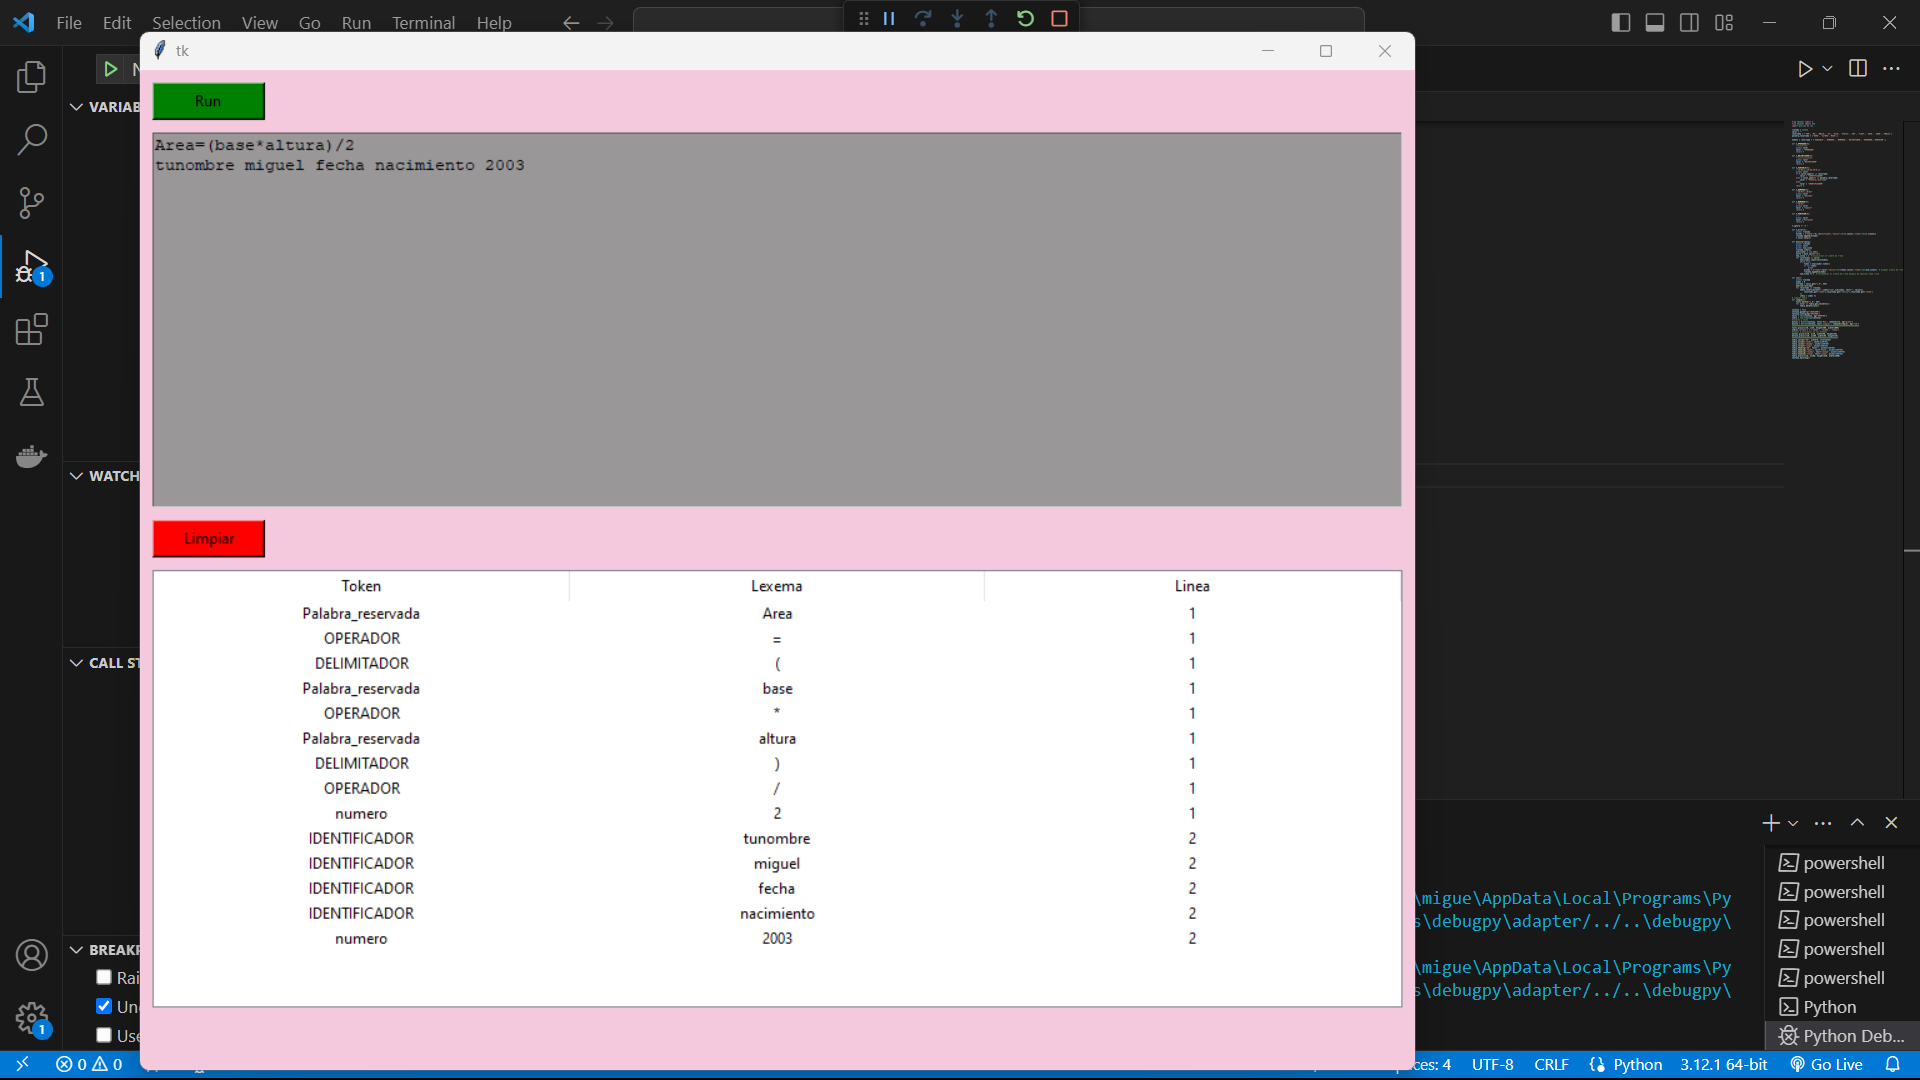 File Edit Selection View Go Run Terminal Help
tk
VARIAB
Run
Area=(base*altura)/2
tunombre miguel fecha nacimiento 2003
WATCH
Limpiar
Token Lexema Linea
Palabra_reservada Area 1
OPERADOR = 1
DELIMITADOR ( 1
CALL ST
Palabra_reservada base 1
OPERADOR * 1
Palabra_reservada altura 1
DELIMITADOR ) 1
OPERADOR / 1
numero 2 1
IDENTIFICADOR tunombre 2
IDENTIFICADOR miguel 2
IDENTIFICADOR fecha 2
IDENTIFICADOR nacimiento 2
numero 2003 2
\migue\AppData\Local\Programs\Py
s\debugpy\adapter/../..\debugpy\
\migue\AppData\Local\Programs\Py
s\debugpy\adapter/../..\debugpy\
powershell
powershell
powershell
powershell
powershell
Python
Python Deb...
BREAKP
Rai
Un
Use
1
1
0 0 ces: 4 UTF-8 CRLF Python 3.12.1 64-bit Go Live